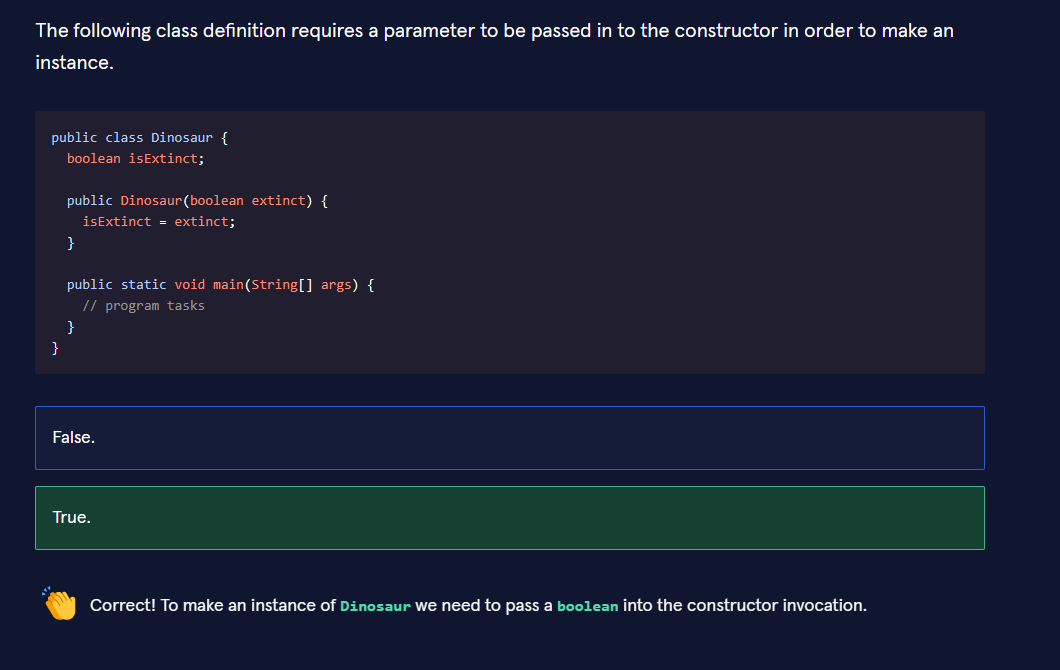 The following class definition requires a parameter to be passed in to the constructor in order to make an
instance.
public class Dinosaur {
  boolean isExtinct;

  public Dinosaur(boolean extinct) {
    isExtinct = extinct;
  }

  public static void main(String[] args) {
    // program tasks
  }
}
False.
True.
Correct! To make an instance of Dinosaur we need to pass a boolean into the constructor invocation.